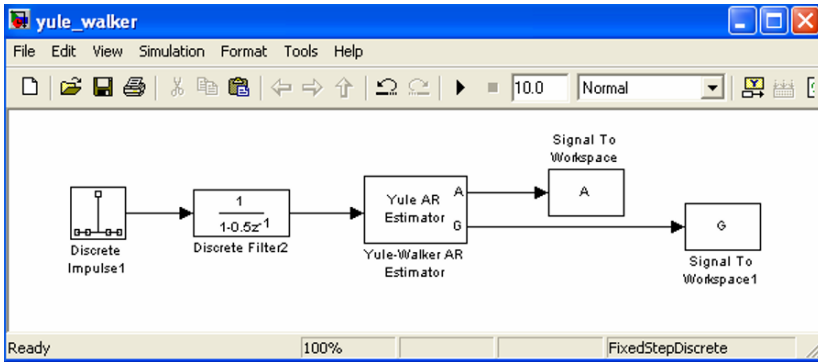 yule_walker
File Edit View Simulation Format Tools Help
10.0 Normal
Signal To
Workspace
A
Yule AR
Estimator
A
G
1
1-0.5z-1
G
Discrete
Impulse1
Discrete Filter2
Yule-Walker AR
Estimator
Signal To
Workspace1
Ready 100% FixedStepDiscrete